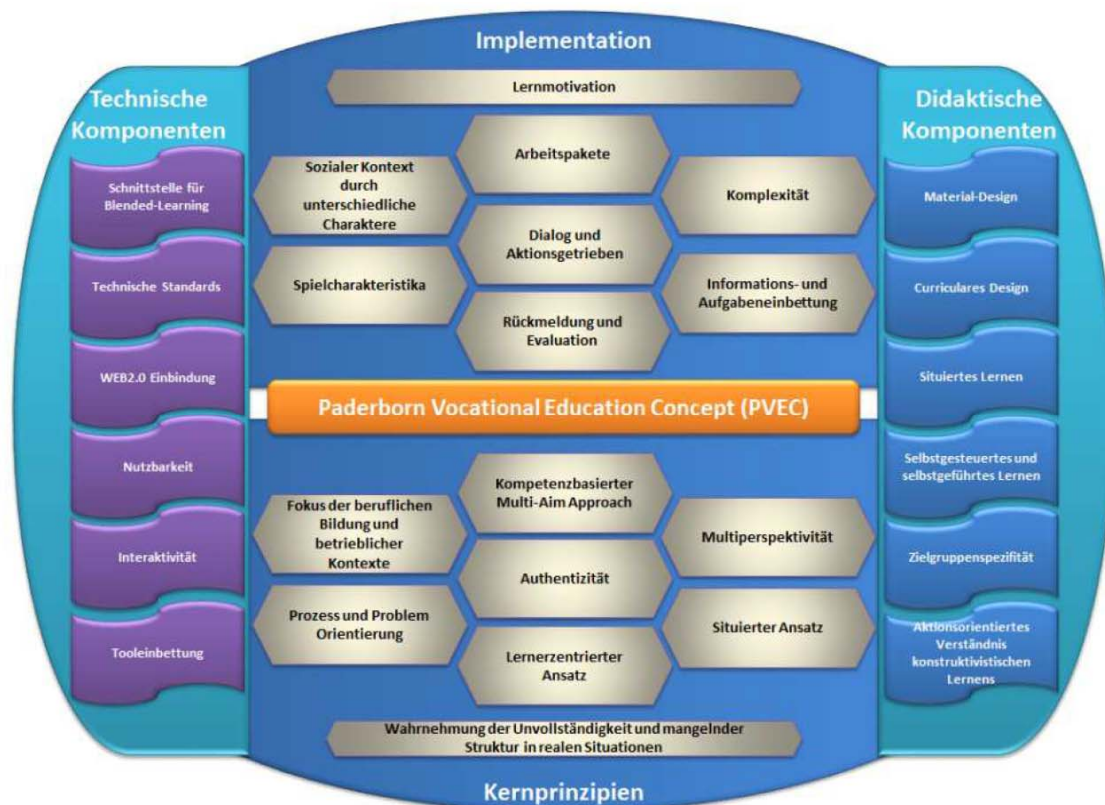 Implementation
Lernmotivation
Technische
Komponenten
Schnittstelle für
Blended-Learning
Technische Standards
WEB2.0 Einbindung
Nutzbarkeit
Interaktivität
Tooleinbettung
Sozialer Kontext
durch
unterschiedliche
Charaktere
Spielcharakteristika
Arbeitspakete
Dialog und
Aktionsgetrieben
Rückmeldung und
Evaluation
Komplexität
Informations- und
Aufgabeneinbettung
Didaktische
Komponenten
Material-Design
Curriculares Design
Situiertes Lernen
Selbstgesteuertes und
selbstgeführtes Lernen
Zielgruppenspezifität
Aktionsorientiertes
Verständnis
konstruktivistischen
Lernens
Paderborn Vocational Education Concept (PVEC)
Fokus der beruflichen
Bildung und
betrieblicher
Kontexte
Prozess und Problem
Orientierung
Kompetenzbasierter
Multi-Aim Approach
Authentizität
Lernerzentrierter
Ansatz
Multiperspektivität
Situierter Ansatz
Wahrnehmung der Unvollständigkeit und mangelnder
Struktur in realen Situationen
Kernprinzipien